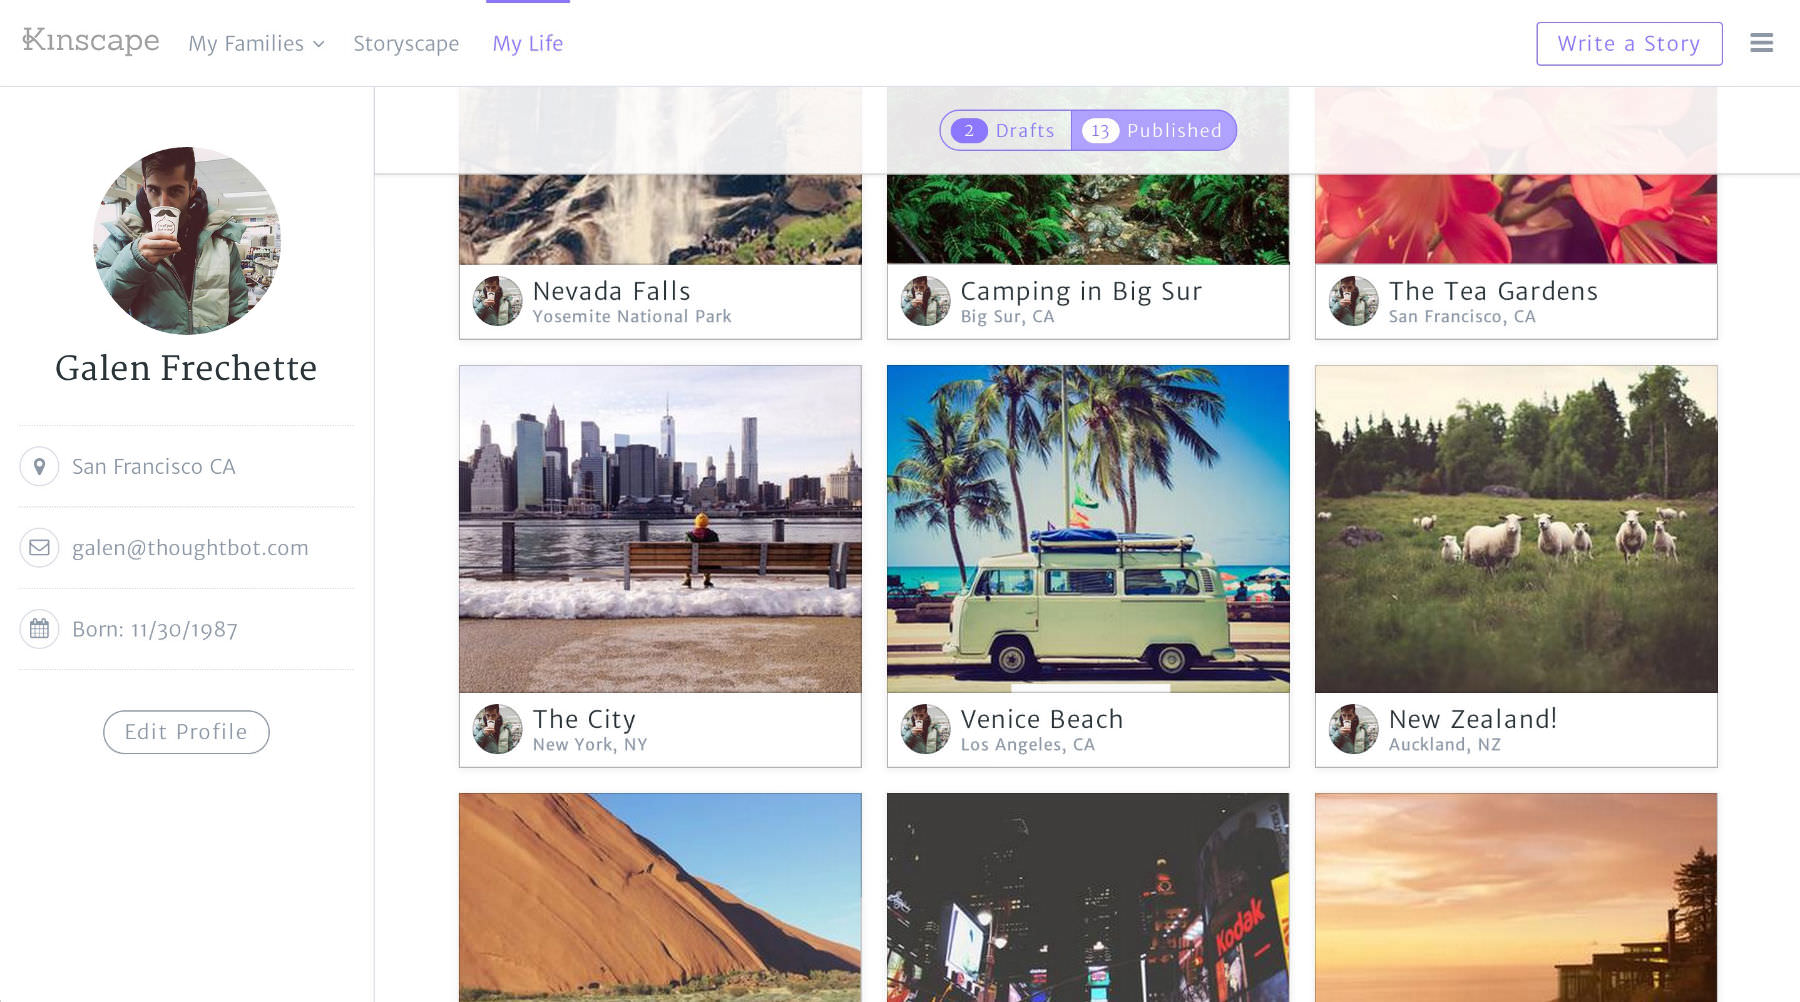 Kinscape
My Families
Storyscape
My Life
Write a Story
2 Drafts
13 Published
Galen Frechette
San Francisco CA
galen@thoughtbot.com
Born: 11/30/1987
Edit Profile
Nevada Falls
Yosemite National Park
Camping in Big Sur
Big Sur, CA
The Tea Gardens
San Francisco, CA
The City
New York, NY
Venice Beach
Los Angeles, CA
New Zealand!
Auckland, NZ
Kodak